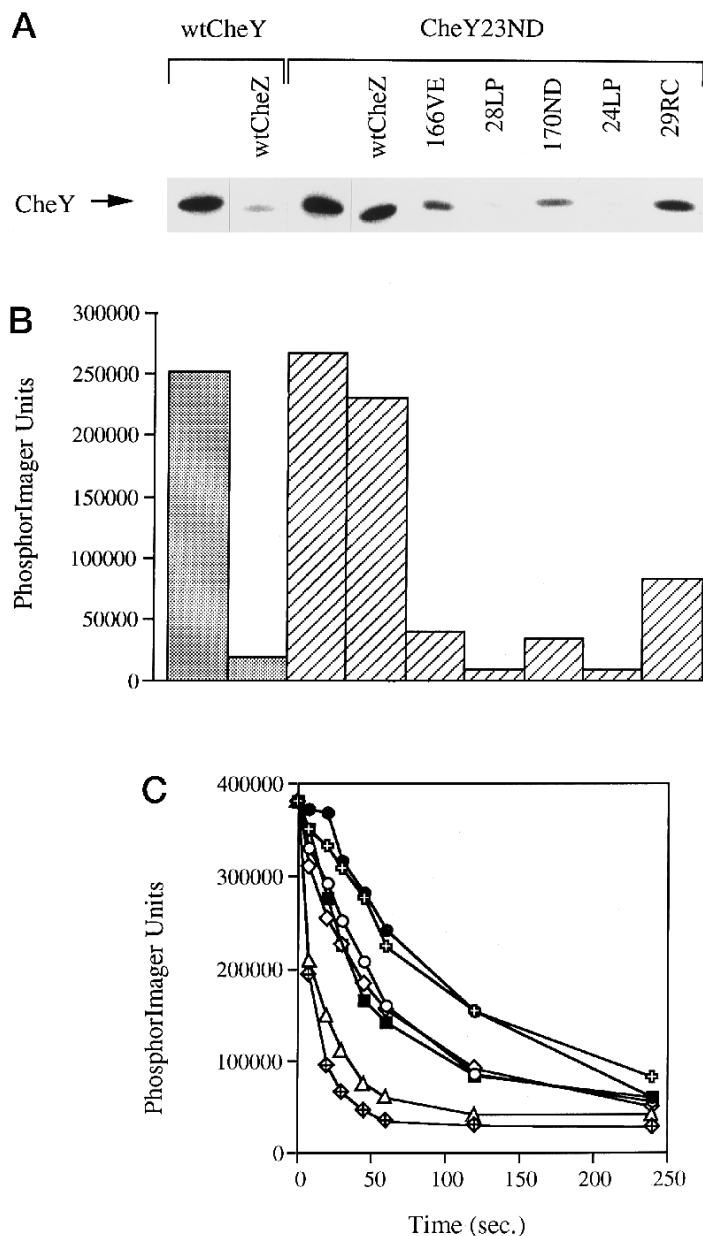 A
wtCheY
CheY23ND
wtCheZ
wtCheZ
166VE
28LP
170ND
24LP
29RC
CheY
B
PhosphorImager Units
300000
250000
200000
150000
100000
50000
0
C
PhosphorImager Units
400000
300000
200000
100000
0
0 50 100 150 200 250
Time (sec.)